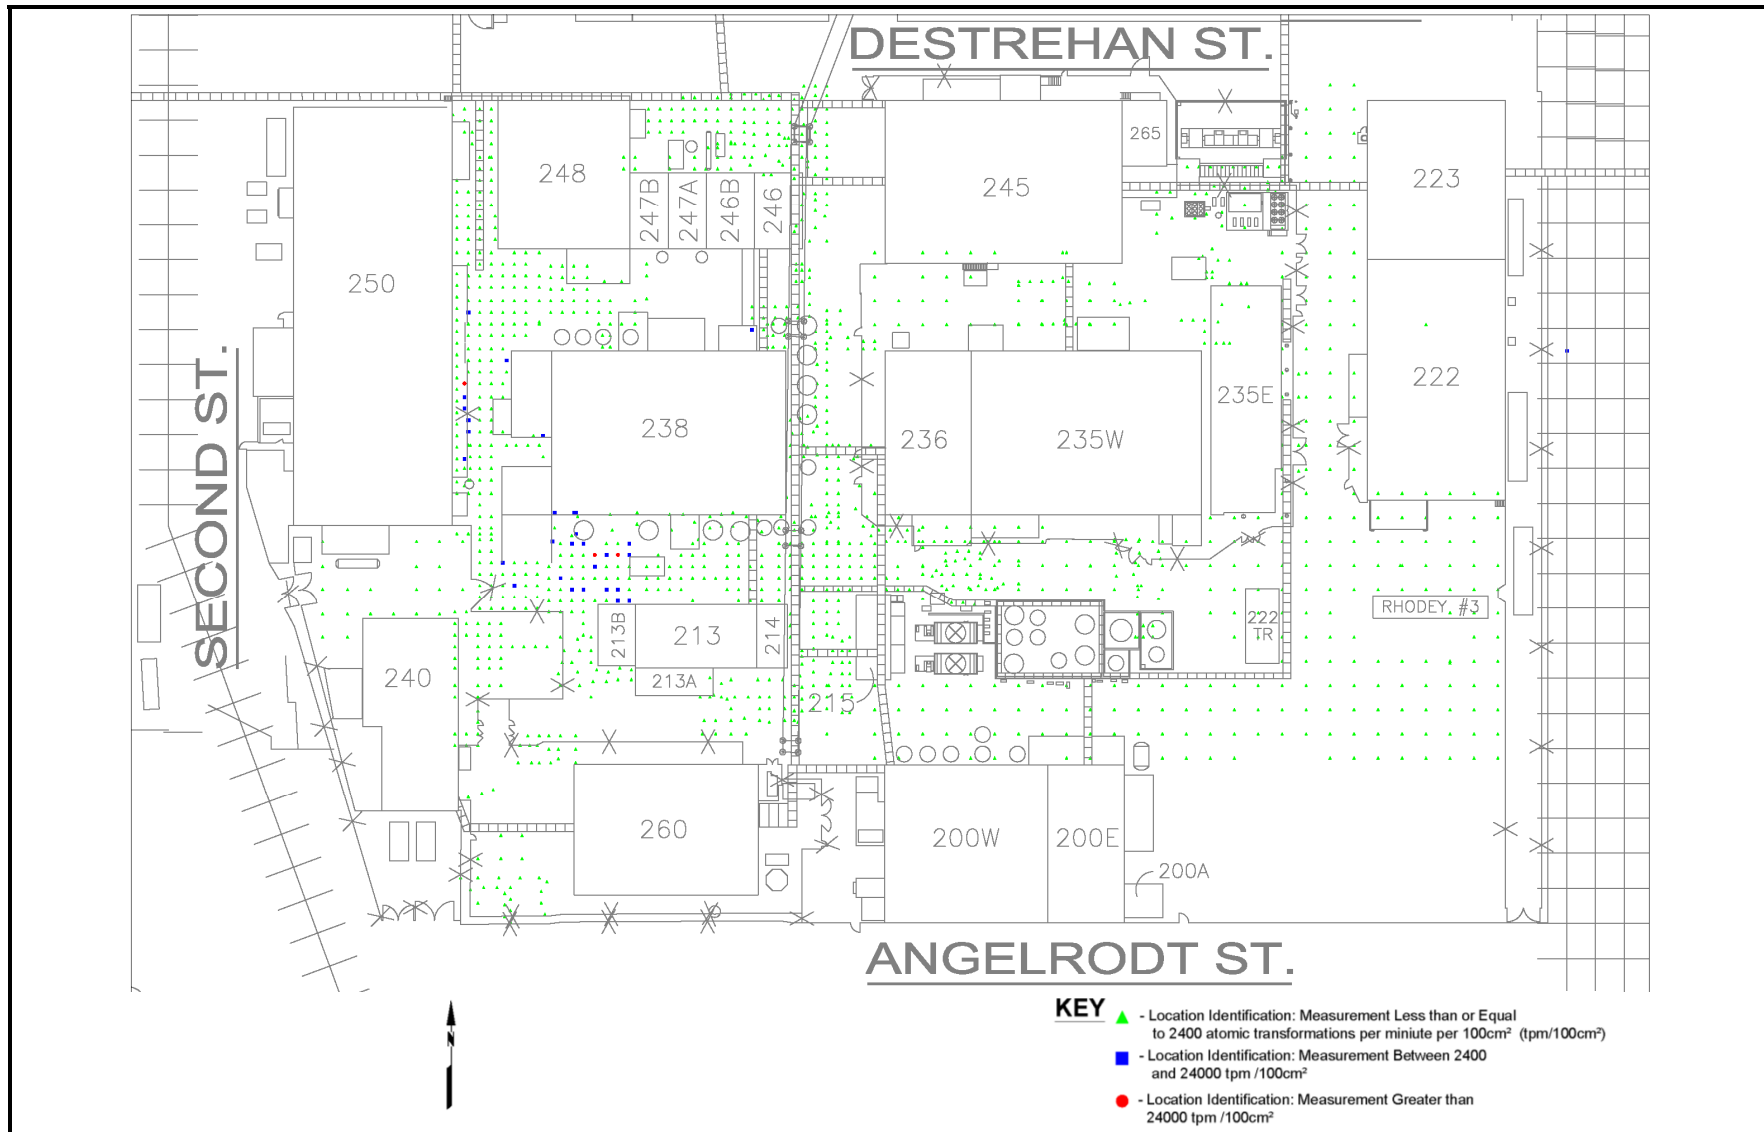 DESTREHAN ST.
265
248
245
223
247B
247A
246B
246
250
222
235E
238
236
235W
SECOND ST.
RHODEY #3
222
TR
213B
213
214
240
213A
215
260
200W
200E
200A
ANGELRODT ST.
KEY
- Location Identification: Measurement Less than or Equal
to 2400 atomic transformations per miniute per 100cm² (tpm/100cm²)
- Location Identification: Measurement Between 2400
and 24000 tpm /100cm²
- Location Identification: Measurement Greater than
24000 tpm /100cm²
N